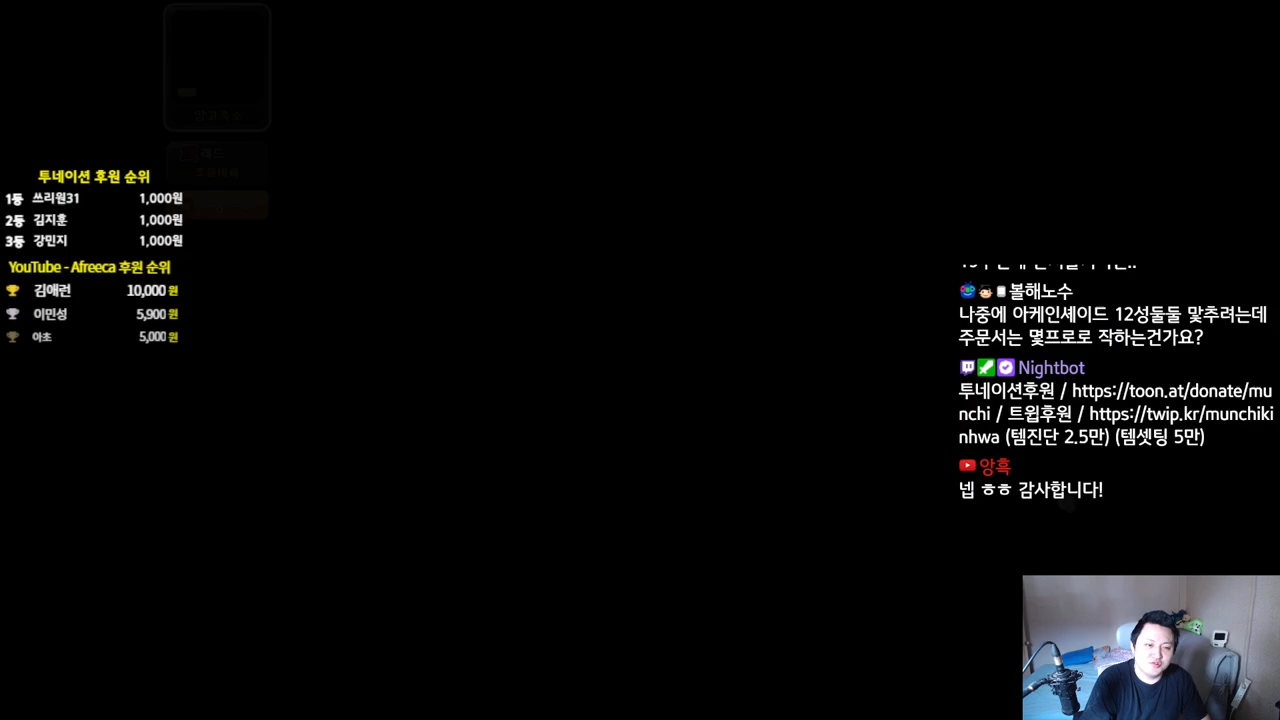 투네이션 후원 순위
1등 쓰리원31 1,000원
2등 김지훈 1,000원
3등 강민지 1,000원
YouTube - Afreeca 후원 순위
김애런 10,000 원
이민성 5,900 원
아초 5,000 원
볼해노수
나중에 아케인셰이드 12성둘둘 맟추려는데
주문서는 몇프로로 작하는건가요?
Nightbot
투네이션후원 / https://toon.at/donate/mu
nchi / 트윕후원 / https://twip.kr/munchiki
nhwa (템진단 2.5만) (템셋팅 5만)
앙흑
넵 ㅎㅎ 감사합니다!